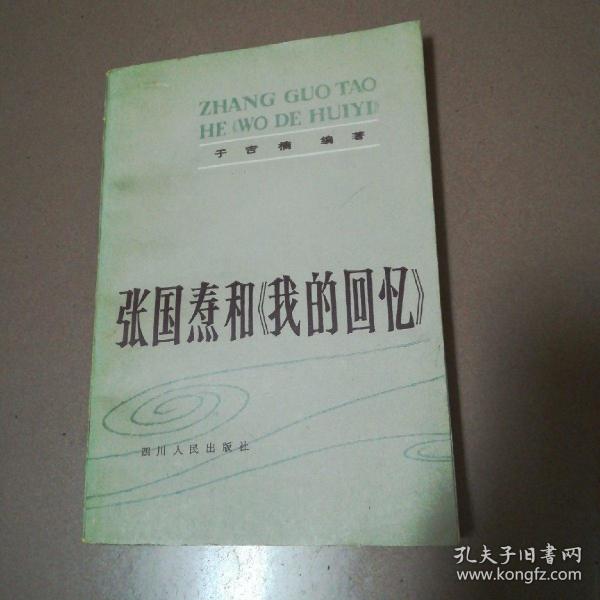 ZHANG GUO TAO
HE《WO DE HUIYI》
于吉楠 编著
张国焘和《我的回忆》
四川人民出版社
孔夫子旧書网
www.kongfz.com